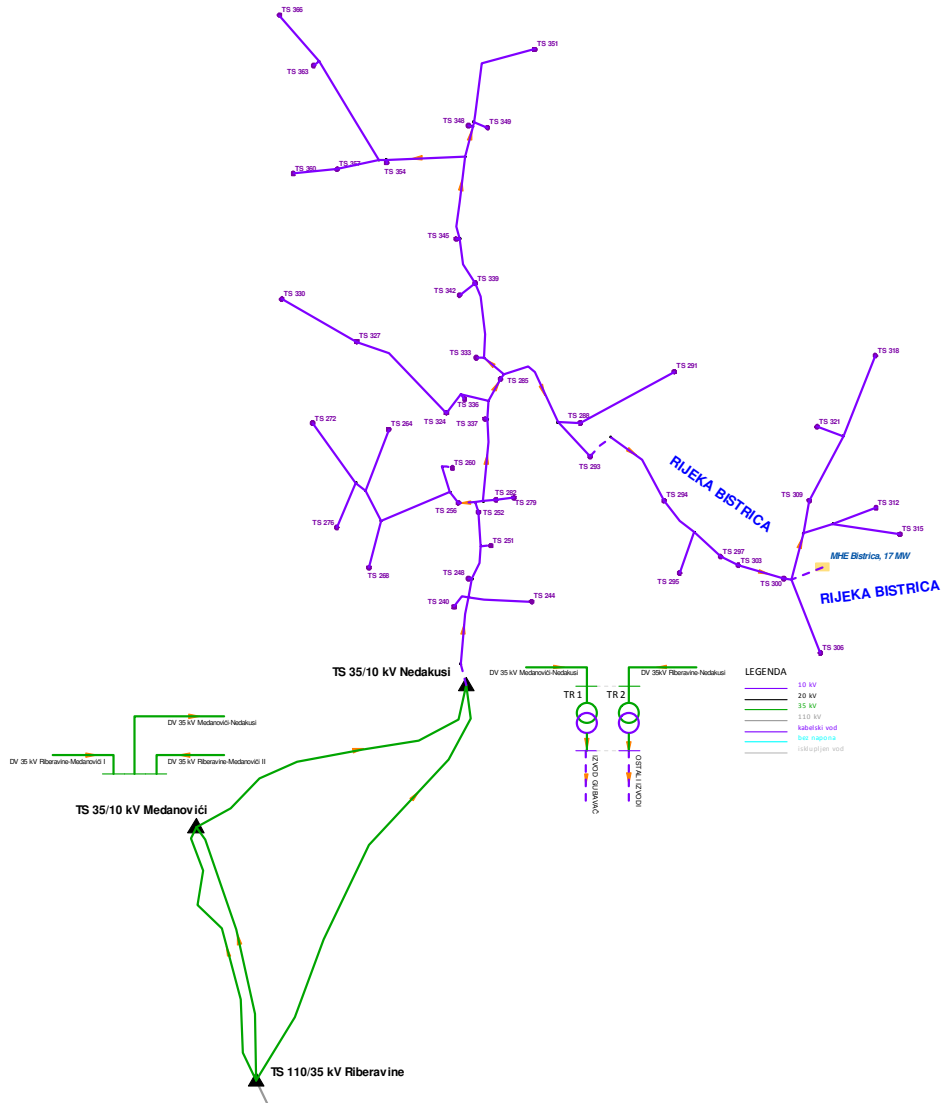 TS 366
TS 351
TS 363
TS 348
TS 349
TS 357
TS 360
TS 354
TS 345
TS 339
TS 342
TS 330
TS 327
TS 333
TS 318
TS 285
TS 291
TS 336
TS 324
TS 337
TS 288
TS 272
TS 264
TS 321
TS 260
TS 293
RIJEKA BISTRICA
TS 282
TS 279
TS 294
TS 309
TS 312
TS 256
TS 252
TS 276
TS 315
TS 251
TS 297
MHE Bistrica, 17 MW
TS 303
TS 268
TS 248
TS 295
TS 300
RIJEKA BISTRICA
TS 240
TS 244
TS 306
TS 35/10 kV Nedakusi
DV 35 kV Medanovići-Nedakusi
DV 35kV Riberavine-Nedakusi
LEGENDA
10 kV
20 kV
35 kV
110 kV
kabelski vod
bez napona
isklupljen vod
TR 1
TR 2
IZVOD GUBAVAČ
OSTALI IZVODI
DV 35 kV Medanovići-Nedakusi
DV 35 kV Riberavine-Medanovići I
DV 35 kV Riberavine-Medanovići II
TS 35/10 kV Medanovići
TS 110/35 kV Riberavine